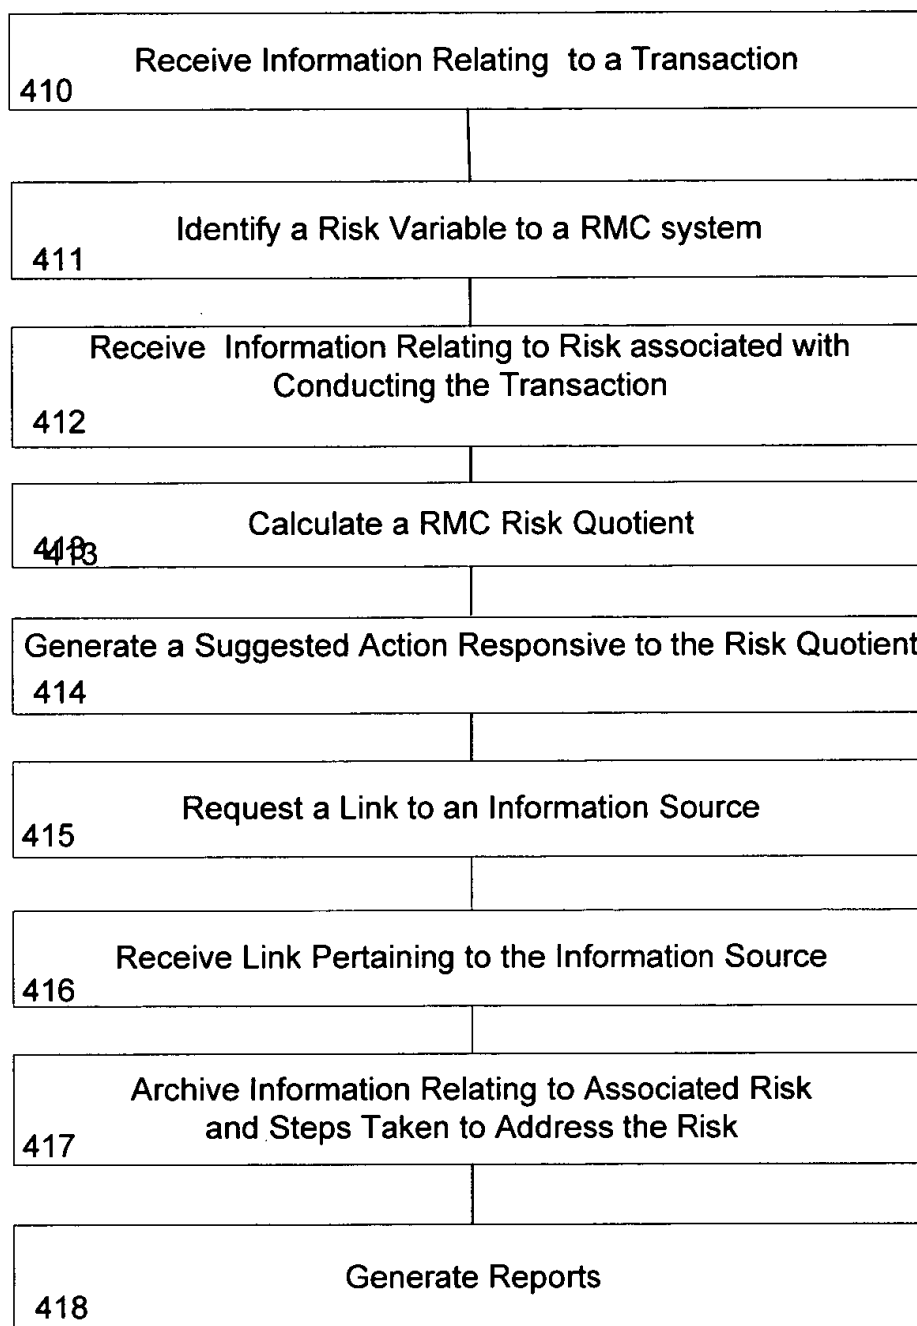 Receive Information Relating to a Transaction
410
Identify a Risk Variable to a RMC system
411
Receive Information Relating to Risk associated with
Conducting the Transaction
412
Calculate a RMC Risk Quotient
413
Generate a Suggested Action Responsive to the Risk Quotient
414
Request a Link to an Information Source
415
Receive Link Pertaining to the Information Source
416
Archive Information Relating to Associated Risk
and Steps Taken to Address the Risk
417
Generate Reports
418